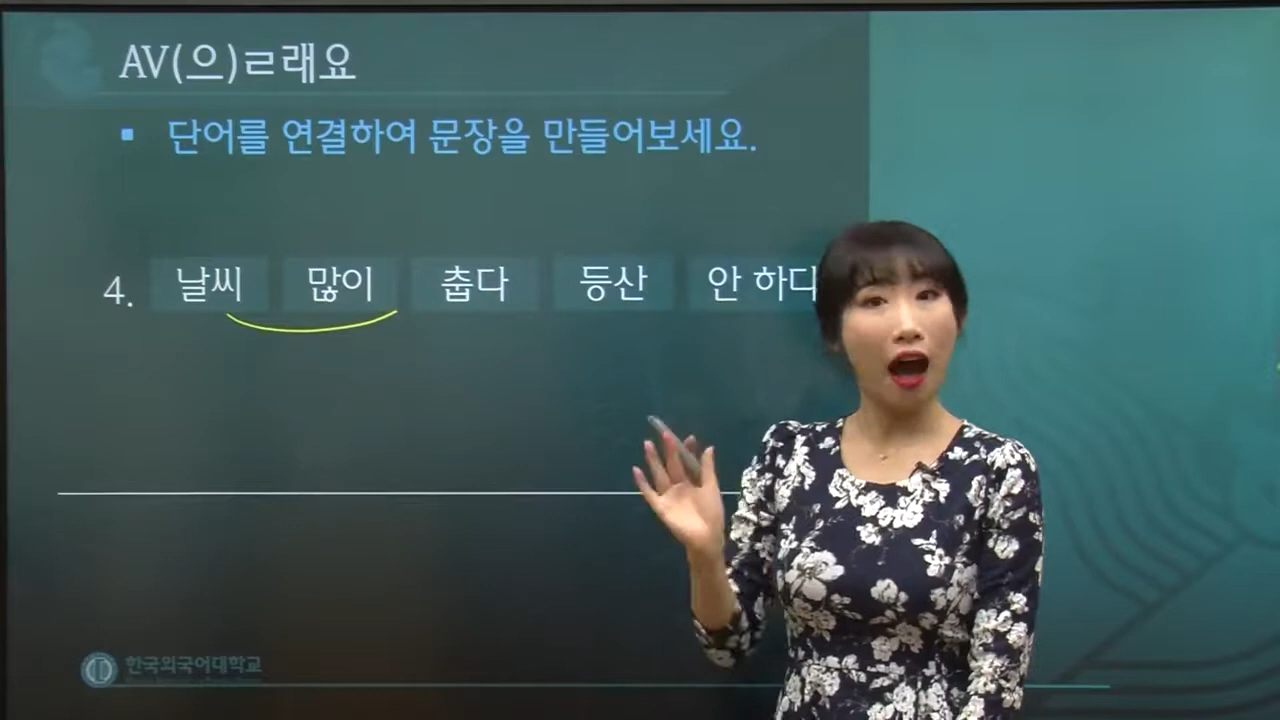 AV(으)ㄹ래요
▪ 단어를 연결하여 문장을 만들어보세요.
4. 날씨 많이 춥다 등산 안 하다
한국외국어대학교